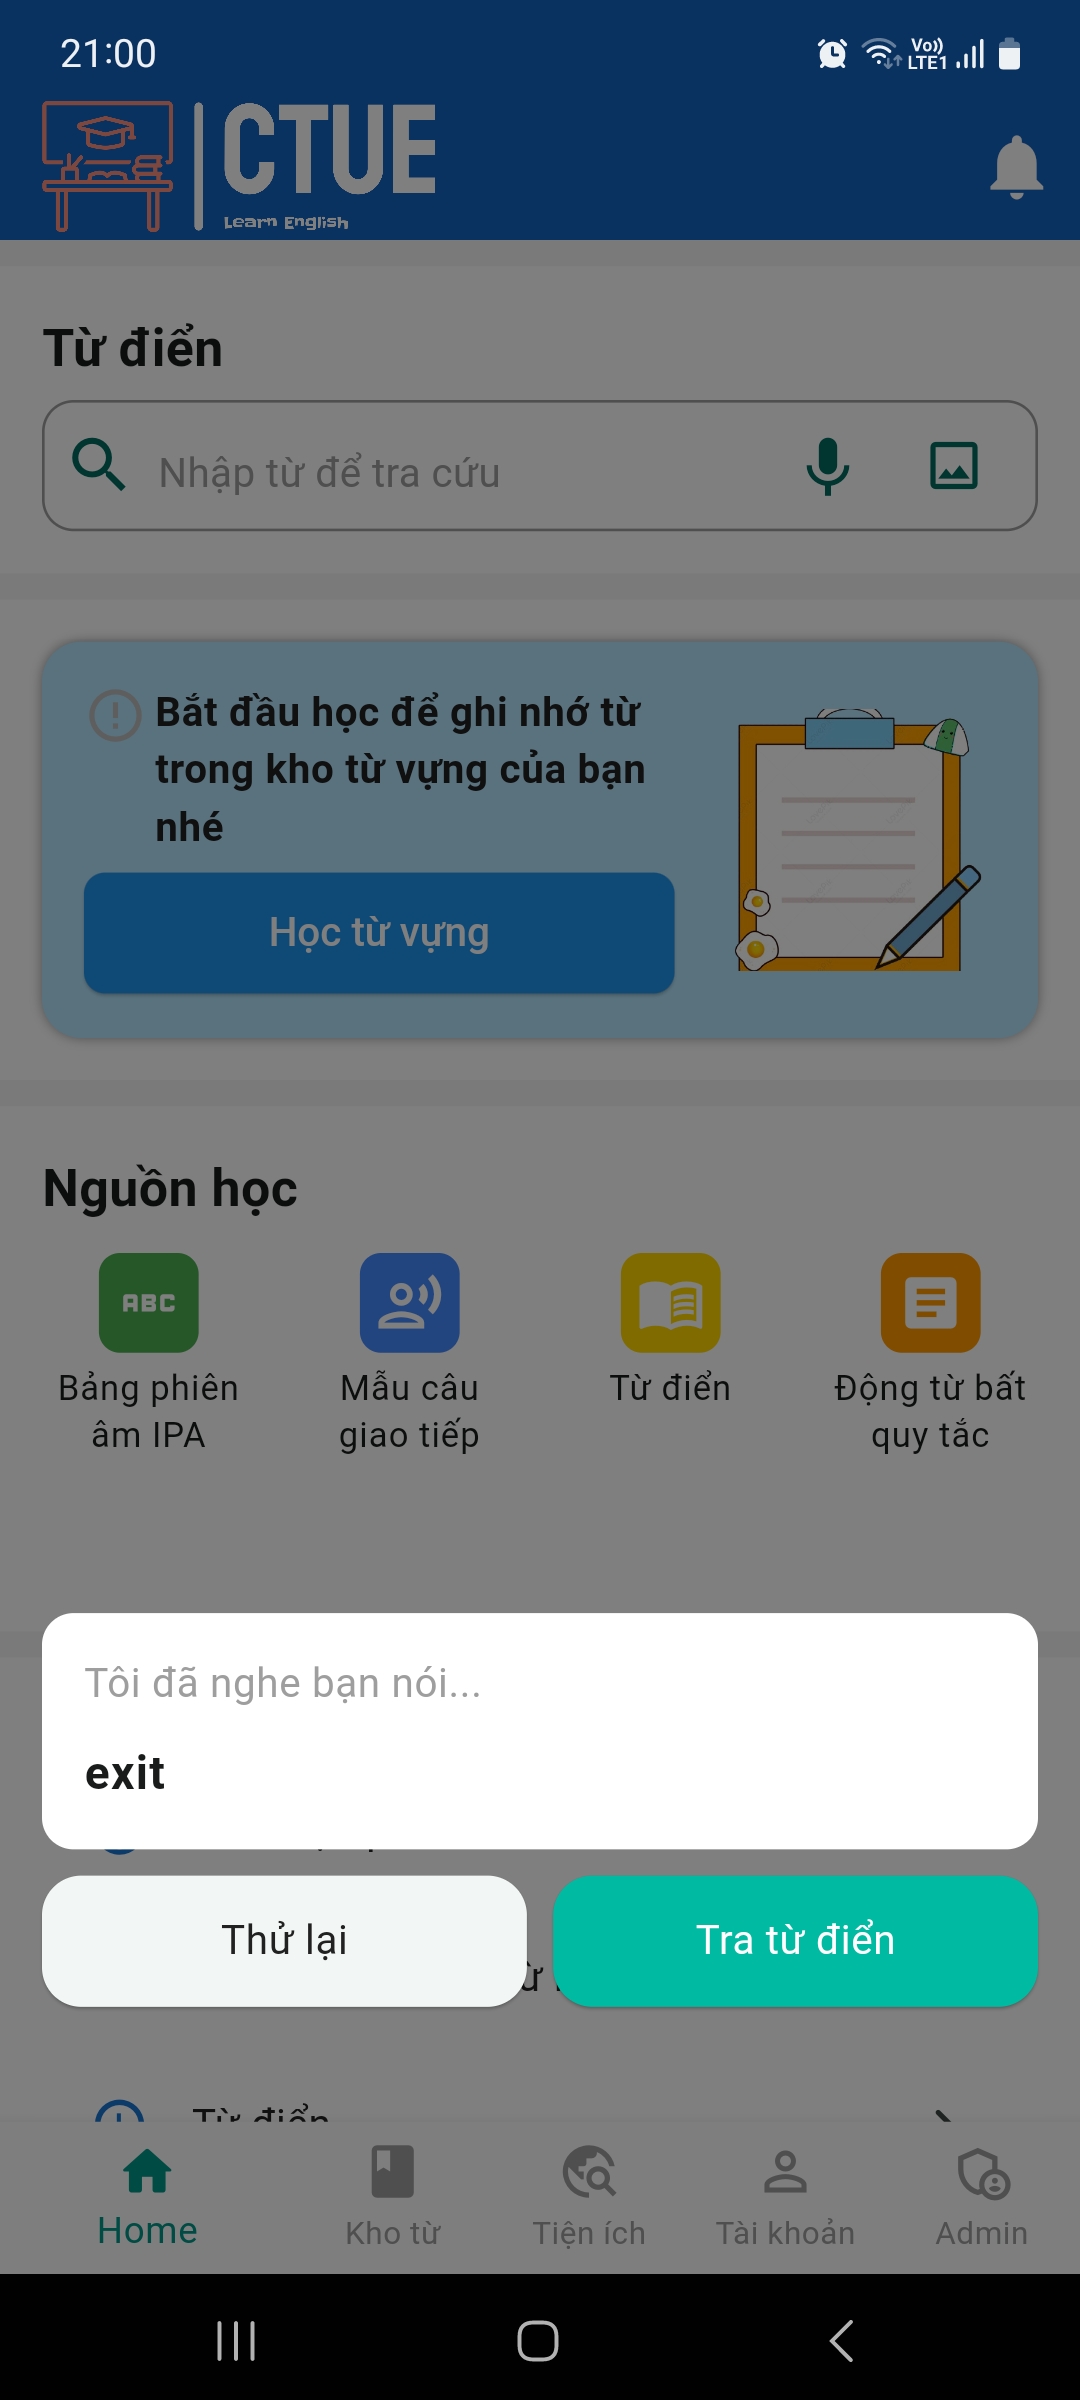 21:00
Vo))
LTE1
CTUE
Learn English
Từ điển
Nhập từ để tra cứu
Bắt đầu học để ghi nhớ từ
trong kho từ vựng của bạn
nhé
Học từ vựng
Nguồn học
ABC
Bảng phiên
âm IPA
Mẫu câu
giao tiếp
Từ điển
Động từ bất
quy tắc
Tôi đã nghe bạn nói...
exit
Thử lại
Tra từ điển
Từ điển
Home
Kho từ
Tiện ích
Tài khoản
Admin